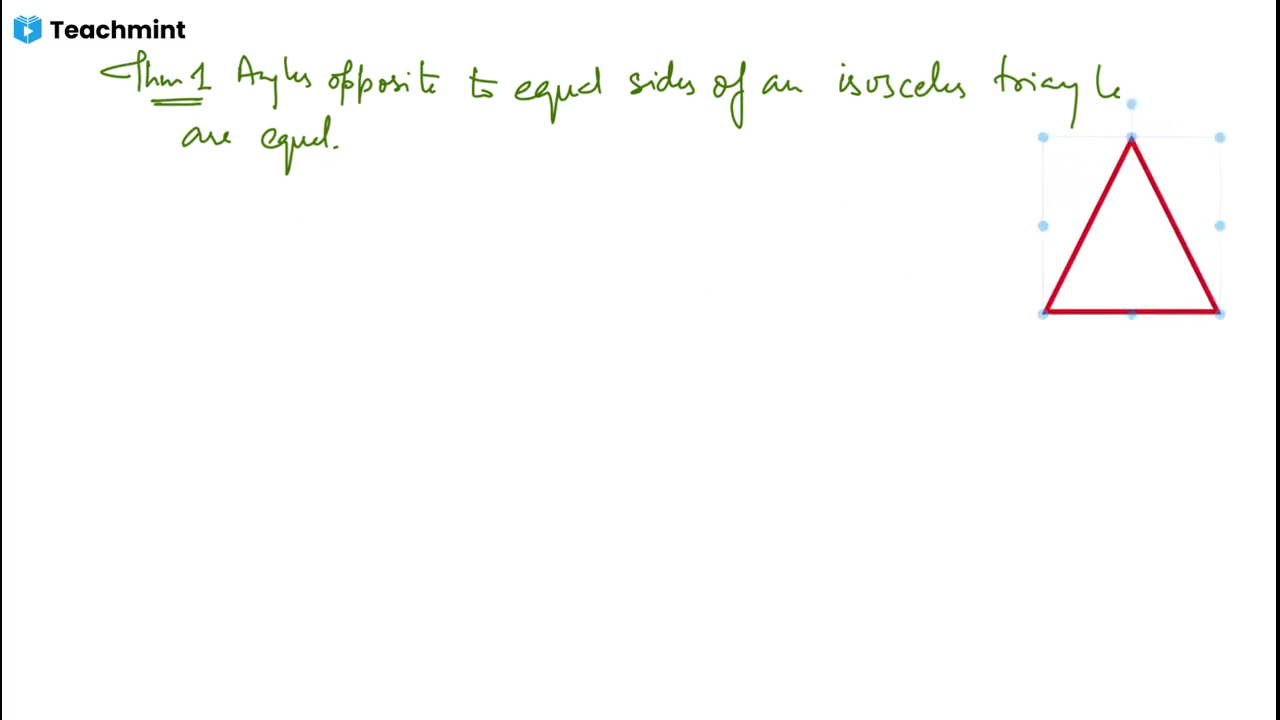 Teachmint
Thm 1 Angles opposite to equal sides of an isosceles triangle
are equal.